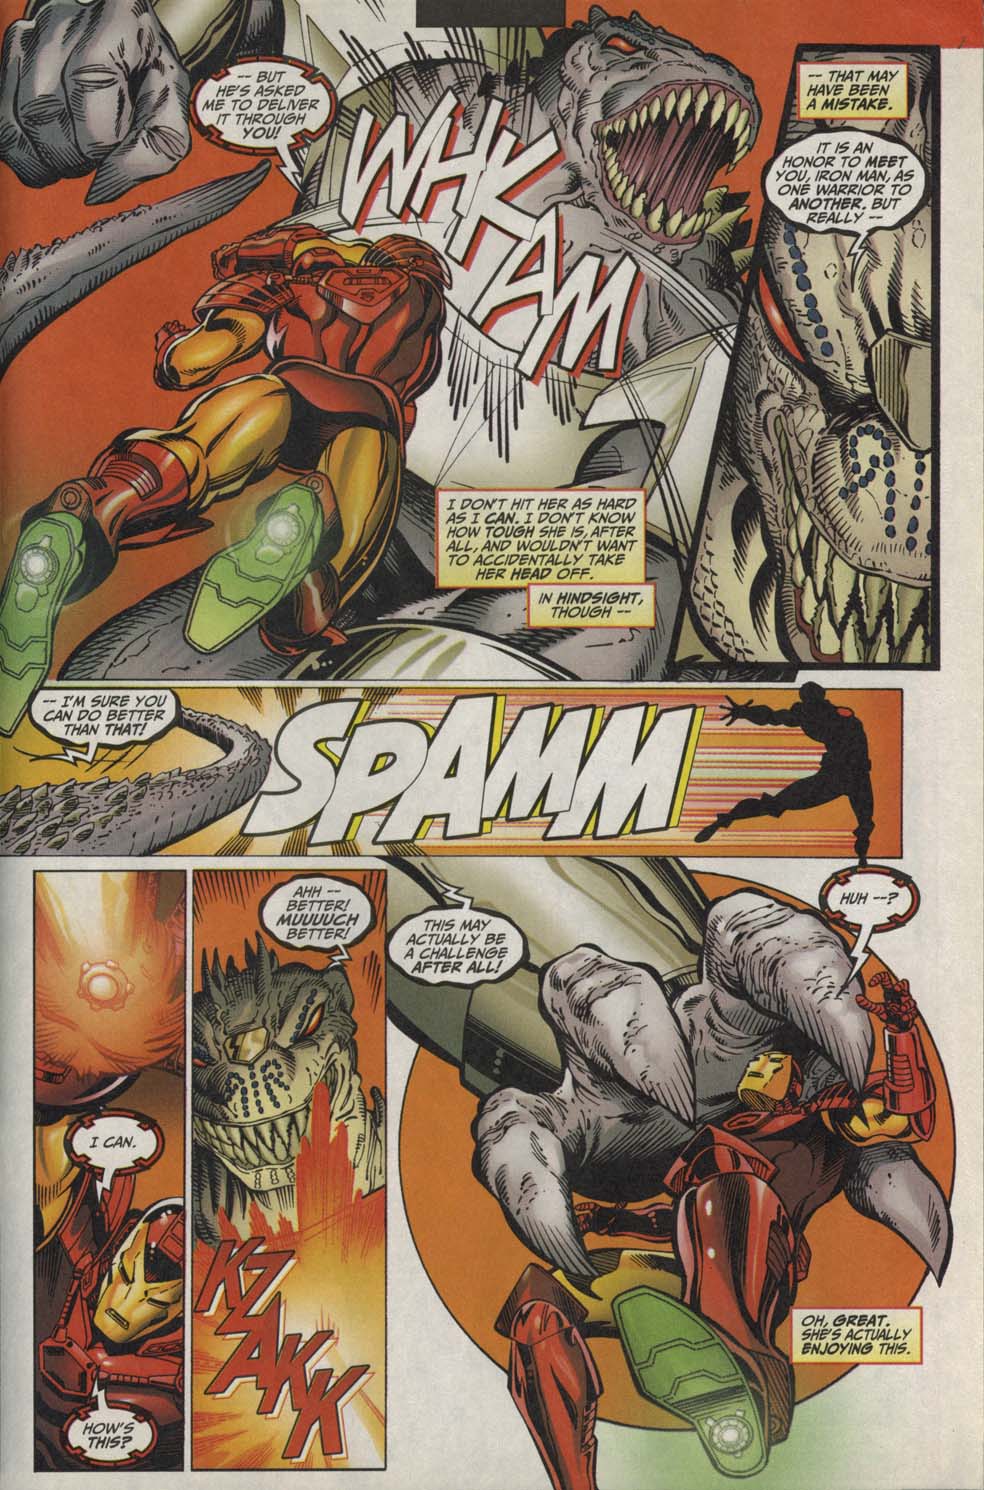 -- BUT
HE'S ASKED
ME TO DELIVER
IT THROUGH
YOU!
WHK
DAM
I DON'T HIT HER AS HARD
AS I CAN. I DON'T KNOW
HOW TOUGH SHE IS, AFTER
ALL, AND WOULDN'T WANT
TO ACCIDENTALLY TAKE
HER HEAD OFF.
IN HINDSIGHT,
THOUGH --
-- THAT MAY
HAVE BEEN
A MISTAKE.
IT IS AN
HONOR TO MEET
YOU, IRON MAN, AS
ONE WARRIOR TO
ANOTHER. BUT
REALLY --
-- I'M SURE YOU
CAN DO BETTER
THAN THAT!
SPAMM
I CAN.
HOW'S
THIS?
AHH --
BETTER!
MUUUUCH
BETTER!
KZ
AKK
K
THIS MAY
ACTUALLY BE
A CHALLENGE
AFTER ALL!
HUH --?
OH, GREAT.
SHE'S ACTUALLY
ENJOYING THIS.